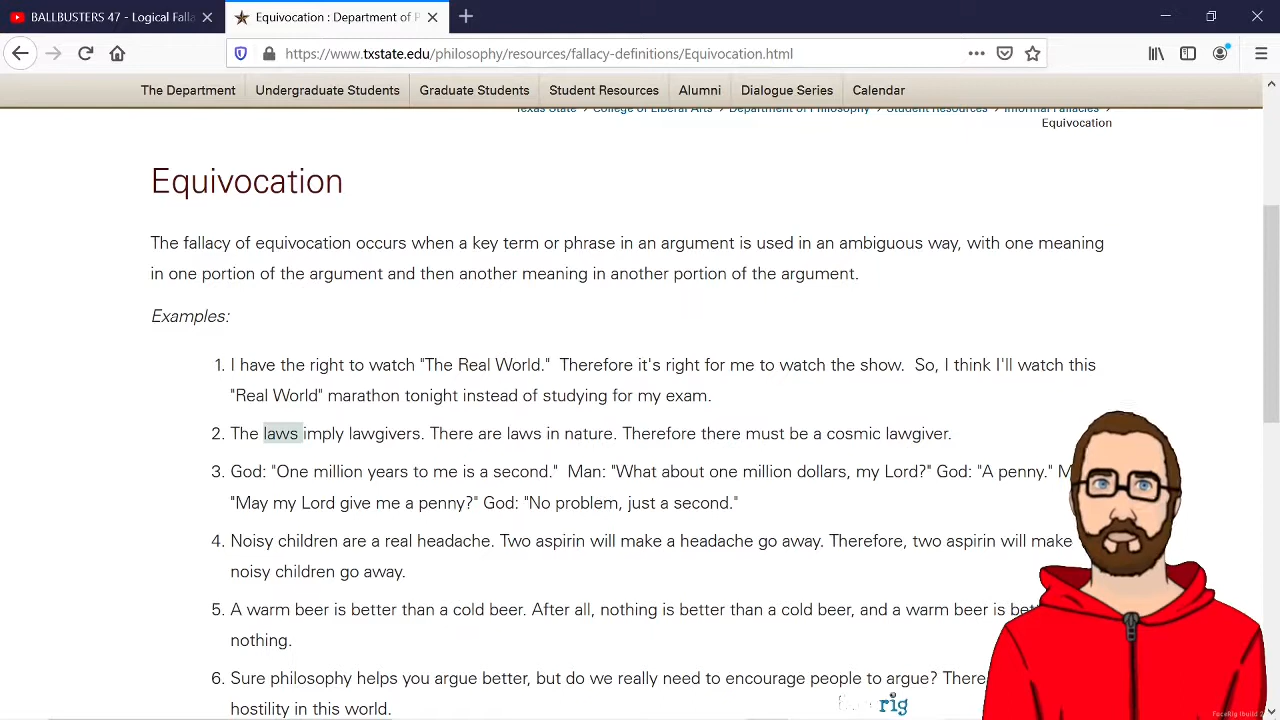 BALLBUSTERS 47 - Logical Falla
Equivocation : Department of P
https://www.txstate.edu/philosophy/resources/fallacy-definitions/Equivocation.html
The Department
Undergraduate Students
Graduate Students
Student Resources
Alumni
Dialogue Series
Calendar
Texas State › College of Liberal Arts › Department of Philosophy › Student Resources › Informal Fallacies ›
Equivocation
Equivocation
The fallacy of equivocation occurs when a key term or phrase in an argument is used in an ambiguous way, with one meaning
in one portion of the argument and then another meaning in another portion of the argument.
Examples:
1. I have the right to watch "The Real World."  Therefore it's right for me to watch the show.  So, I think I'll watch this
"Real World" marathon tonight instead of studying for my exam.
2. The laws imply lawgivers. There are laws in nature. Therefore there must be a cosmic lawgiver.
3. God: "One million years to me is a second."  Man: "What about one million dollars, my Lord?" God: "A penny."
"May my Lord give me a penny?" God: "No problem, just a second."
4. Noisy children are a real headache. Two aspirin will make a headache go away. Therefore, two aspirin will make
noisy children go away.
5. A warm beer is better than a cold beer. After all, nothing is better than a cold beer, and a warm beer is
nothing.
6. Sure philosophy helps you argue better, but do we really need to encourage people to argue?
hostility in this world.
rig